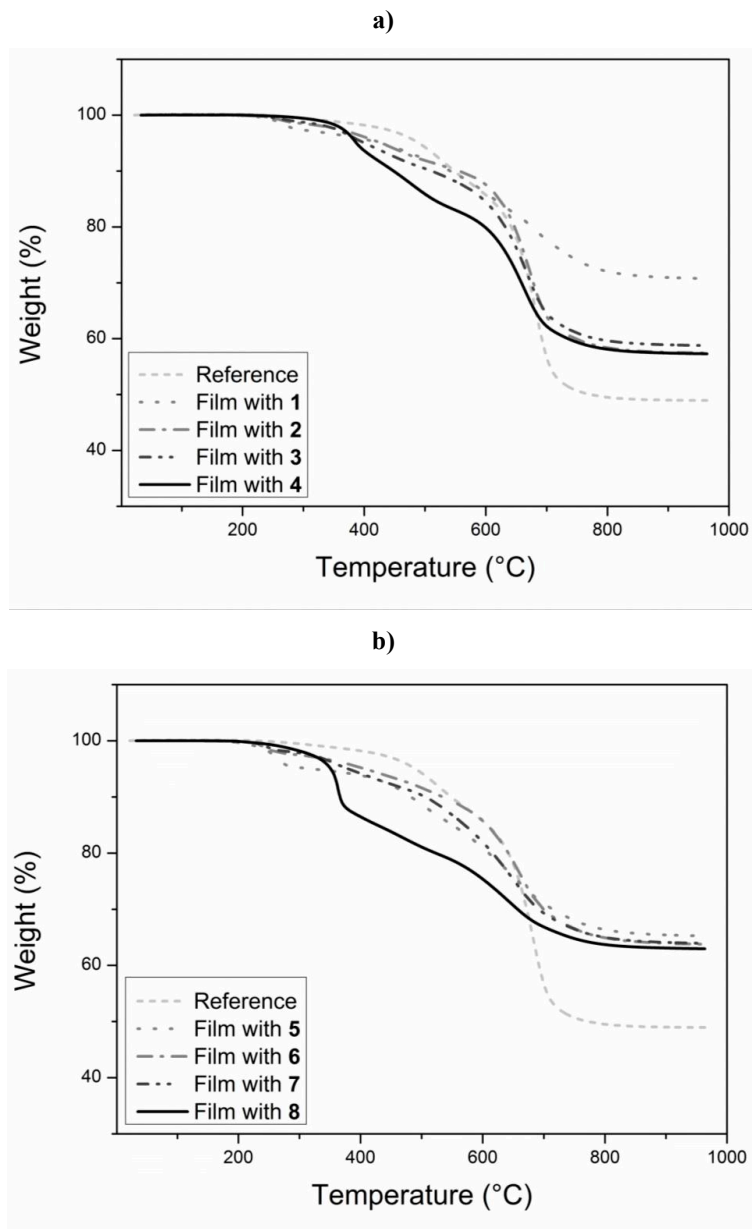 a)
100
80
60
40
Weight (%)
Reference
Film with 1
Film with 2
Film with 3
Film with 4
200 400 600 800 1000
Temperature (°C)
b)
100
80
60
40
Weight (%)
Reference
Film with 5
Film with 6
Film with 7
Film with 8
200 400 600 800 1000
Temperature (°C)